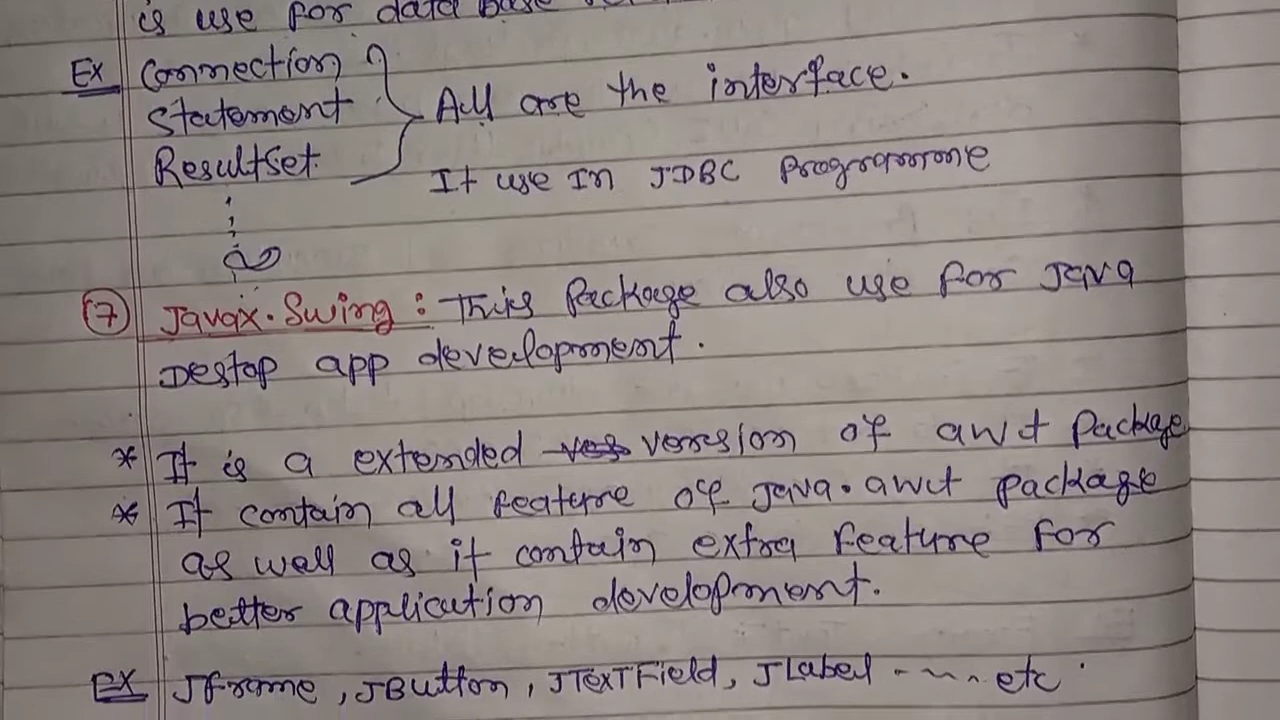 is use for data base
Ex Connection
Statement All are the interface.
ResultSet It use In JDBC Programme
⑦ Javax.Swing : This Package also use for Java
Destop app development.
* It is a extended version of awt Package
* It contain all feature of Java.awt package
as well as it contain extra feature for
better application development.
Ex JFrame, JButton, JTextField, JLabel ----- etc.